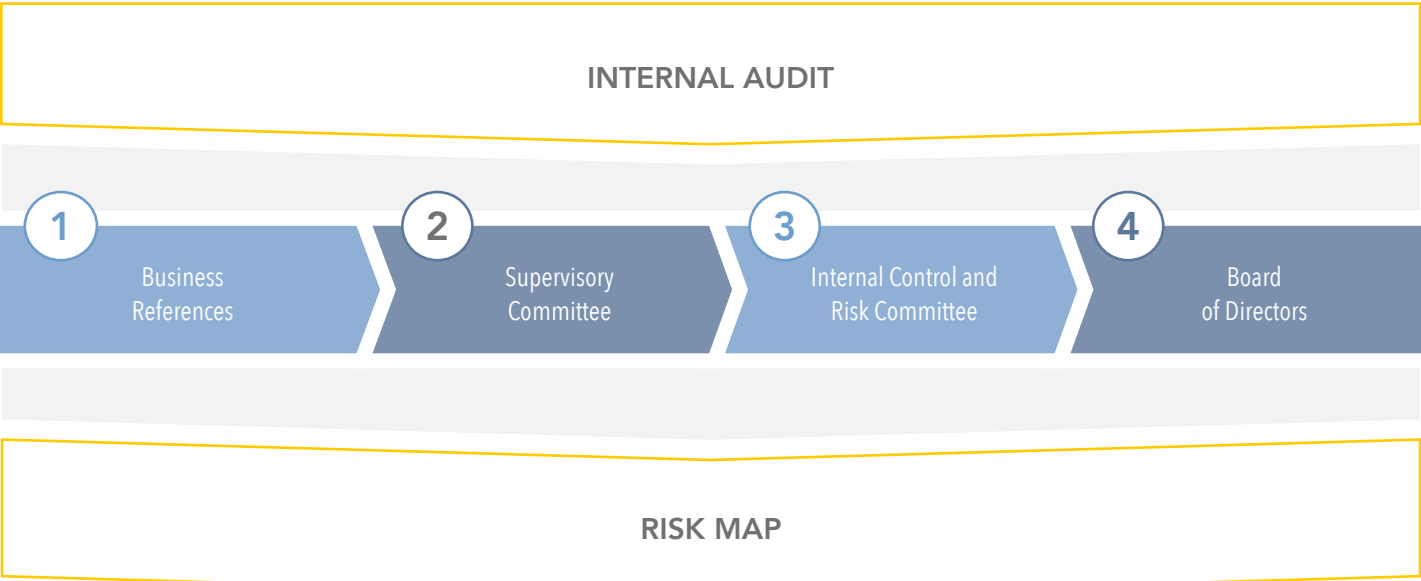 INTERNAL AUDIT
1
Business
References
2
Supervisory
Committee
3
Internal Control and
Risk Committee
4
Board
of Directors
RISK MAP